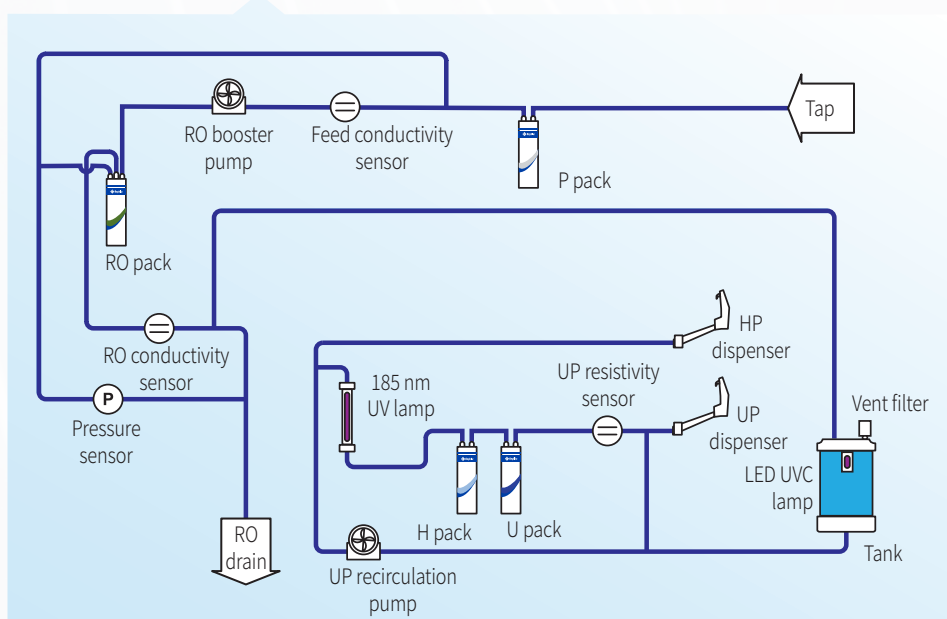 Tap
RO booster
pump
Feed conductivity
sensor
P pack
RO pack
RO conductivity
sensor
P
Pressure
sensor
RO
drain
HP
dispenser
185 nm
UV lamp
UP resistivity
sensor
UP
dispenser
Vent filter
LED UVC
lamp
H pack
U pack
Tank
UP recirculation
pump